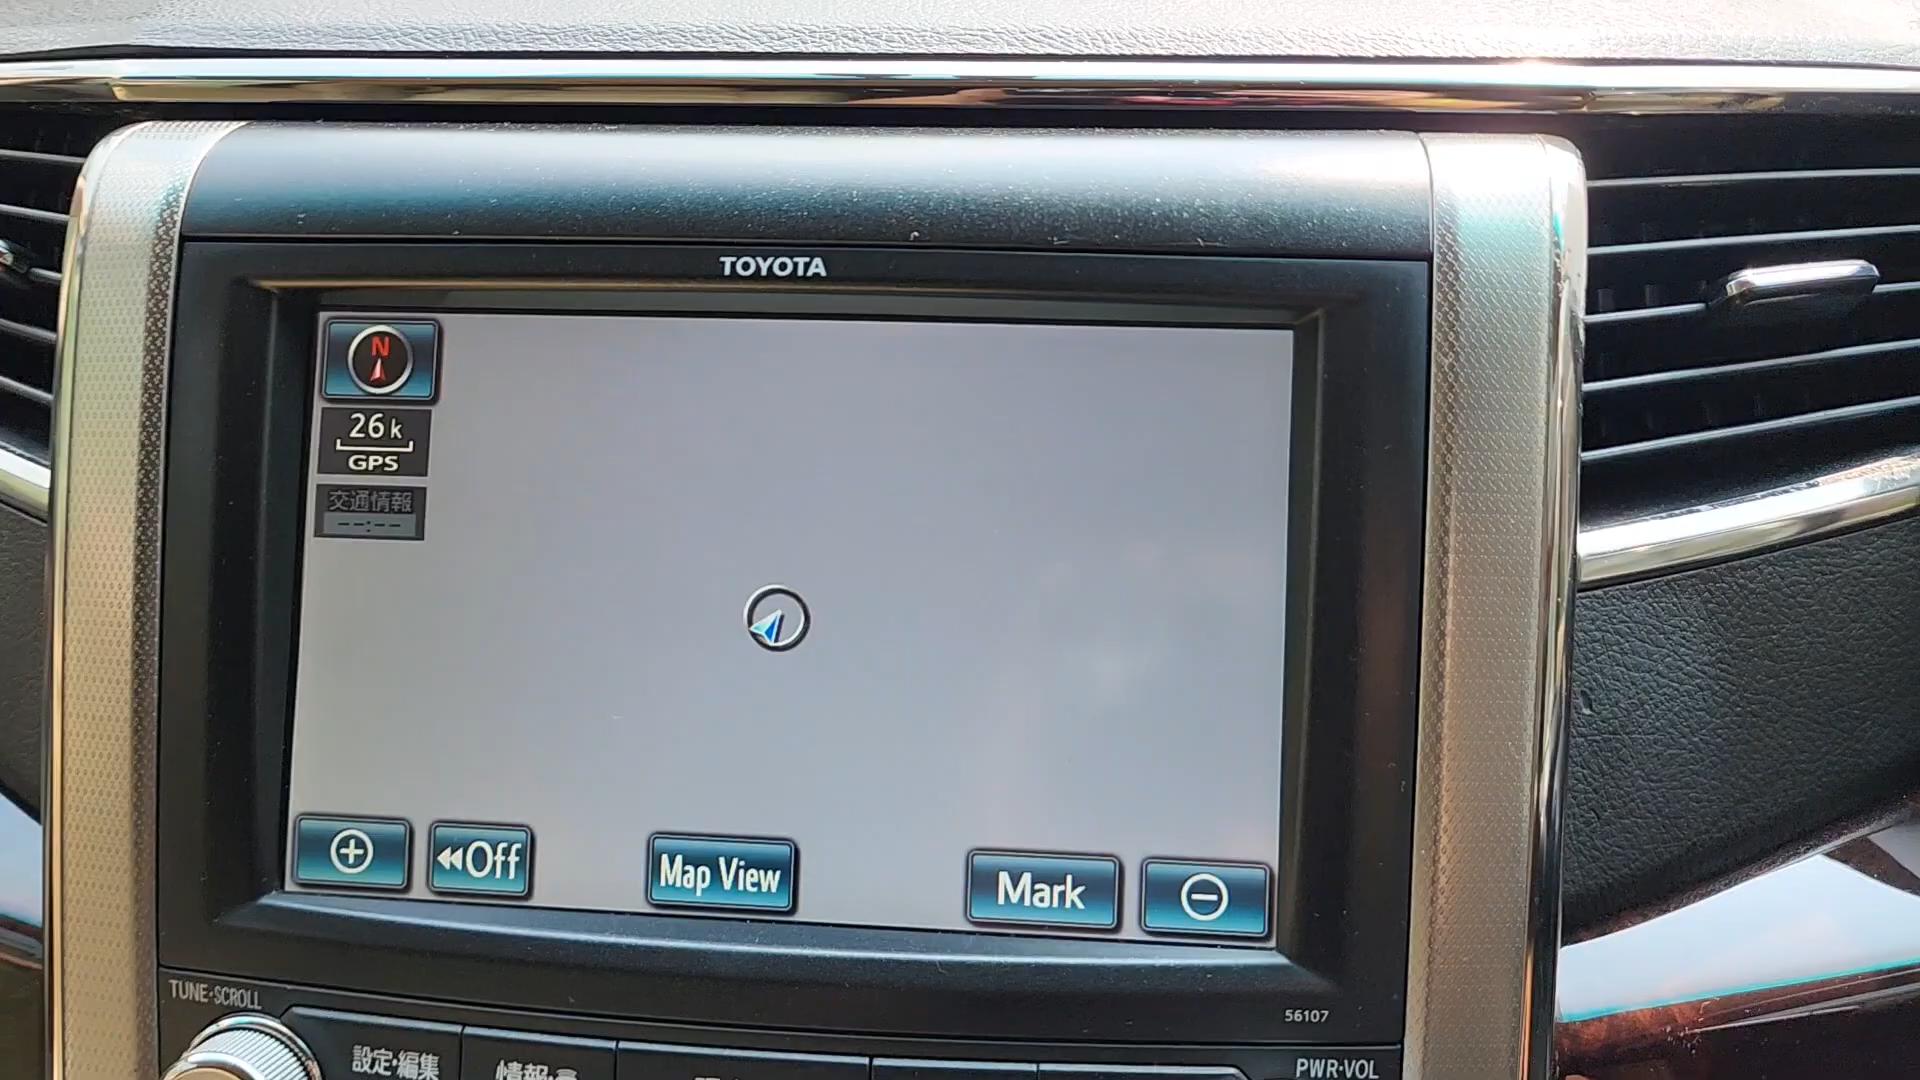 TOYOTA
N
26k
GPS
交通情報
--:--
Off
Map View
Mark
56107
TUNE·SCROLL
設定·編集
PWR·VOL